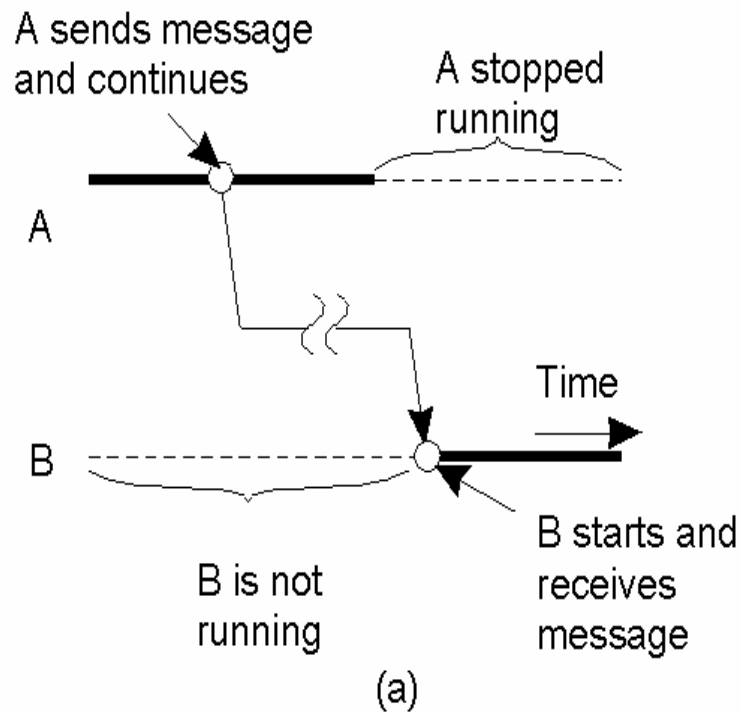 A sends message
and continues
A stopped
running
A
Time
B
B is not
running
B starts and
receives
message
(a)